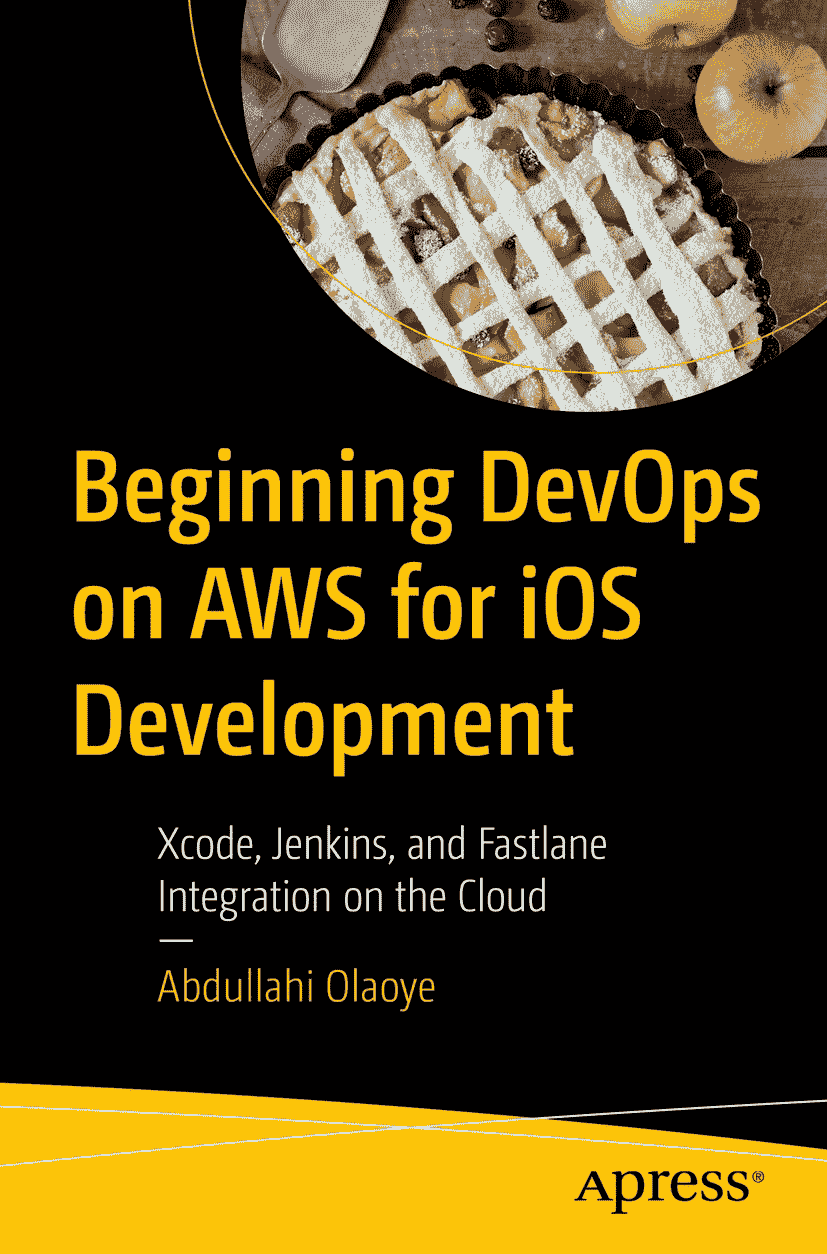 Beginning DevOps
on AWS for iOS
Development
Xcode, Jenkins, and Fastlane
Integration on the Cloud
—
Abdullahi Olaoye
Apress®